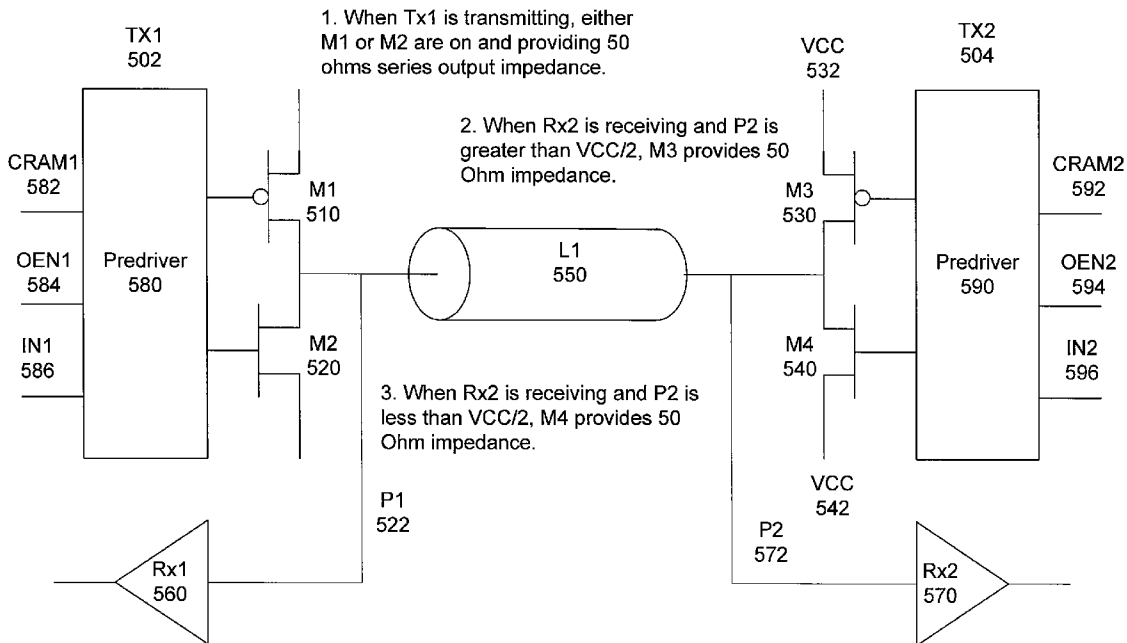 TX1
502
1. When Tx1 is transmitting, either
M1 or M2 are on and providing 50
ohms series output impedance.
VCC
532
TX2
504
2. When Rx2 is receiving and P2 is
greater than VCC/2, M3 provides 50
Ohm impedance.
CRAM1
582
OEN1
584
IN1
586
Predriver
580
M1
510
M2
520
L1
550
M3
530
M4
540
Predriver
590
CRAM2
592
OEN2
594
IN2
596
3. When Rx2 is receiving and P2 is
less than VCC/2, M4 provides 50
Ohm impedance.
VCC
542
P1
522
P2
572
Rx1
560
Rx2
570